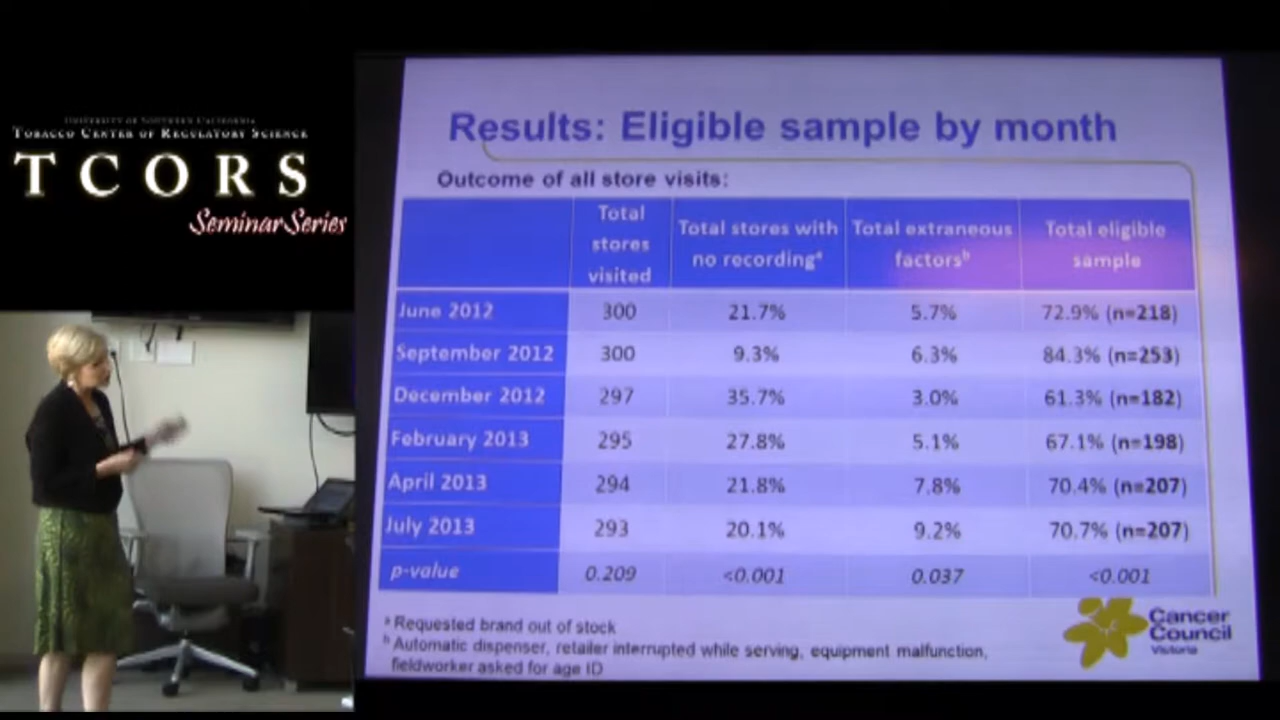 UNIVERSITY OF SOUTHERN CALIFORNIA
TOBACCO CENTER OF REGULATORY SCIENCE
TCORS
Seminar Series
Results: Eligible sample by month
Outcome of all store visits:
Total stores visited | Total stores with no recordingᵃ | Total extraneous factorsᵇ | Total eligible sample
June 2012 300 21.7% 5.7% 72.9% (n=218)
September 2012 300 9.3% 6.3% 84.3% (n=253)
December 2012 297 35.7% 3.0% 61.3% (n=182)
February 2013 295 27.8% 5.1% 67.1% (n=198)
April 2013 294 21.8% 7.8% 70.4% (n=207)
July 2013 293 20.1% 9.2% 70.7% (n=207)
p-value 0.209 <0.001 0.037 <0.001
ᵃ Requested brand out of stock
ᵇ Automatic dispenser, retailer interrupted while serving, equipment malfunction,
fieldworker asked for age ID
Cancer
Council
Victoria